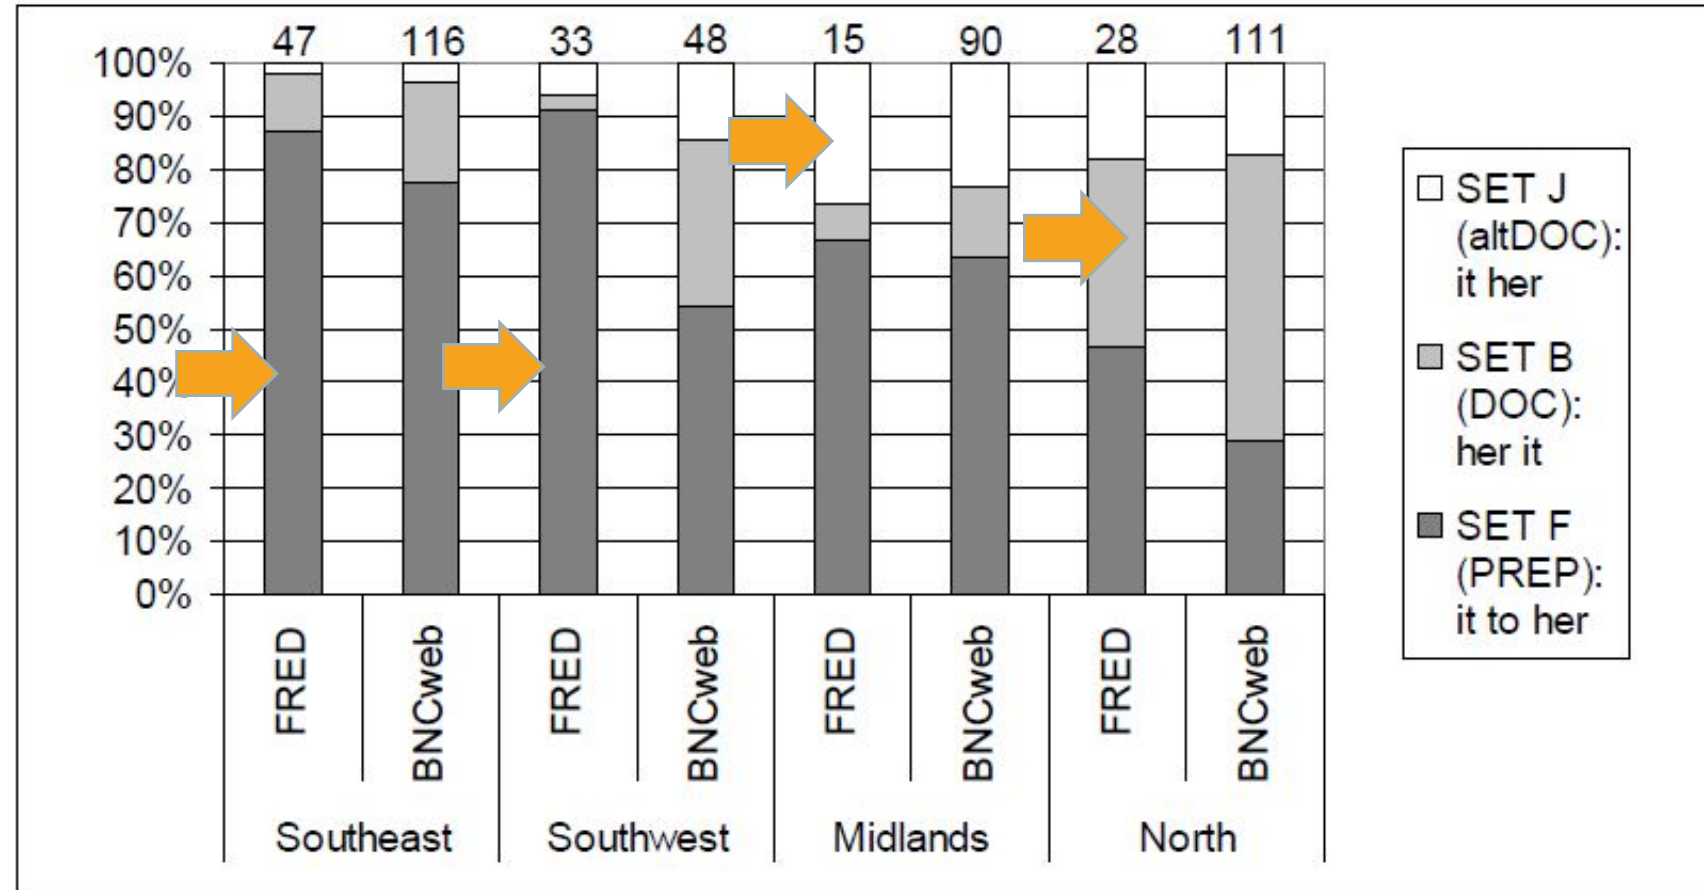 47 116 33 48 15 90 28 111
100%
90%
80%
70%
60%
50%
40%
30%
20%
10%
0%
FRED BNCweb FRED BNCweb FRED BNCweb FRED BNCweb
Southeast Southwest Midlands North
SET J
(altDOC):
it her
SET B
(DOC):
her it
SET F
(PREP):
it to her